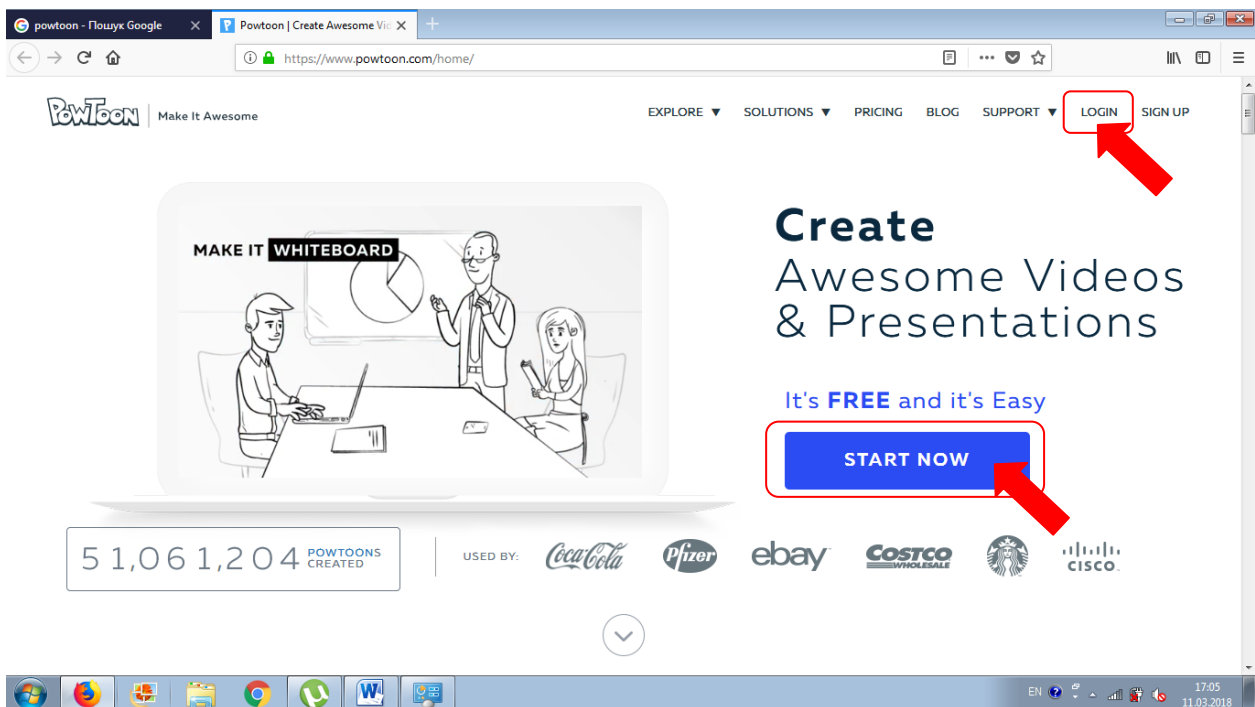 powtoon - Пошук Google
Powtoon | Create Awesome Vic
https://www.powtoon.com/home/
POWTOON
Make It Awesome
EXPLORE ▼ SOLUTIONS ▼ PRICING BLOG SUPPORT ▼ LOGIN SIGN UP
MAKE IT WHITEBOARD
Create
Awesome Videos
& Presentations
It's FREE and it's Easy
START NOW
51,061,204 POWTOONS
CREATED
USED BY: Coca-Cola Pfizer ebay COSTCO
WHOLESALE
CISCO
EN
17:05
11.03.2018